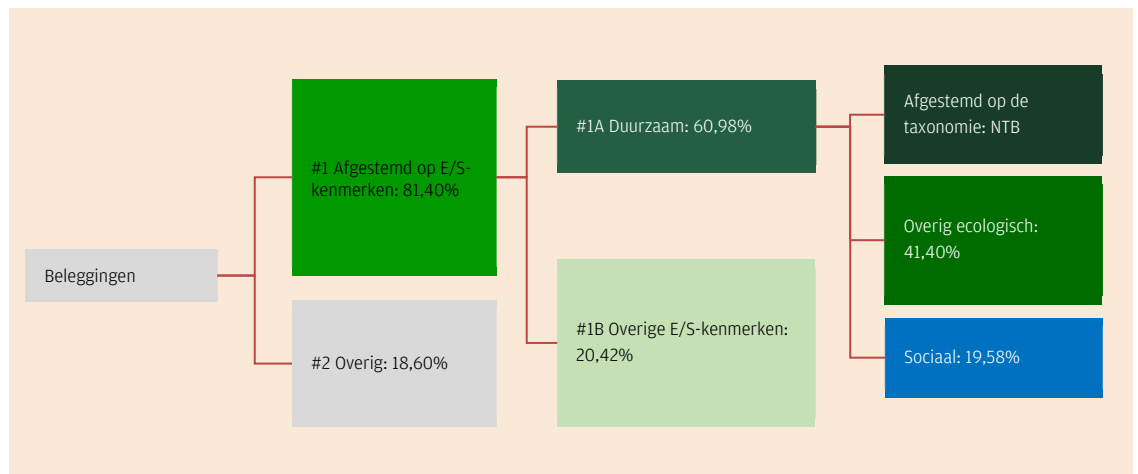 Beleggingen
#1 Afgestemd op E/S-
kenmerken: 81,40%
#2 Overig: 18,60%
#1A Duurzaam: 60,98%
#1B Overige E/S-kenmerken:
20,42%
Afgestemd op de
taxonomie: NTB
Overig ecologisch:
41,40%
Sociaal: 19,58%